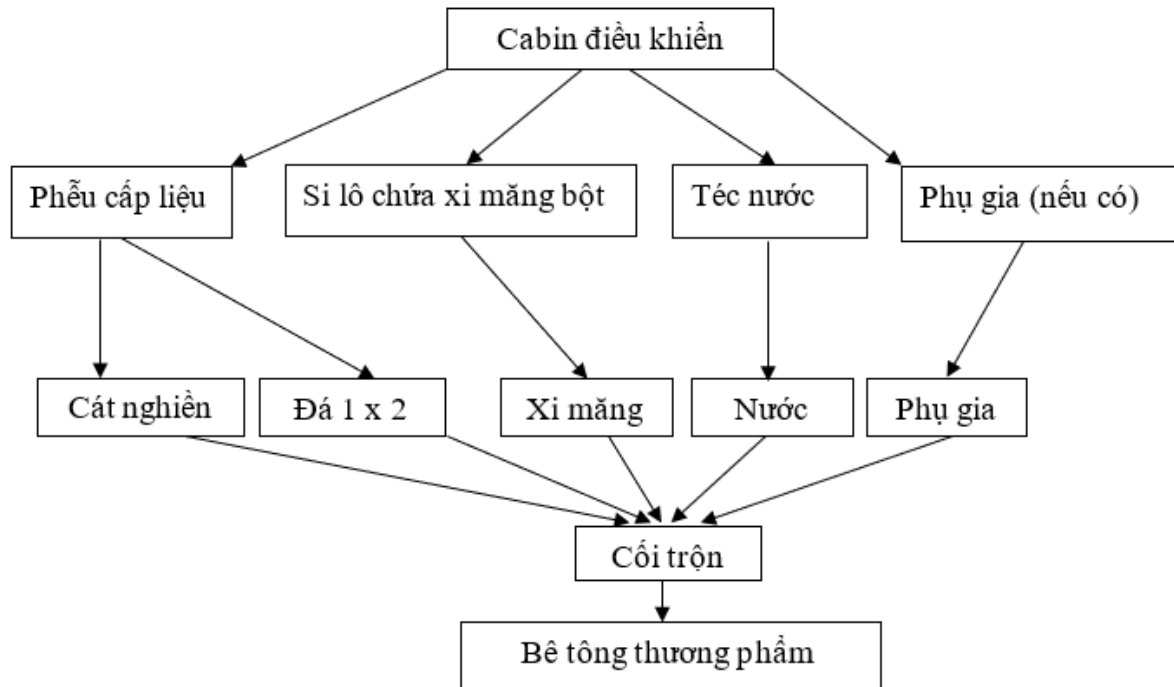 Cabin điều khiển
Phễu cấp liệu
Si lô chứa xi măng bột
Téc nước
Phụ gia (nếu có)
Cát nghiền
Đá 1 x 2
Xi măng
Nước
Phụ gia
Cối trộn
Bê tông thương phẩm